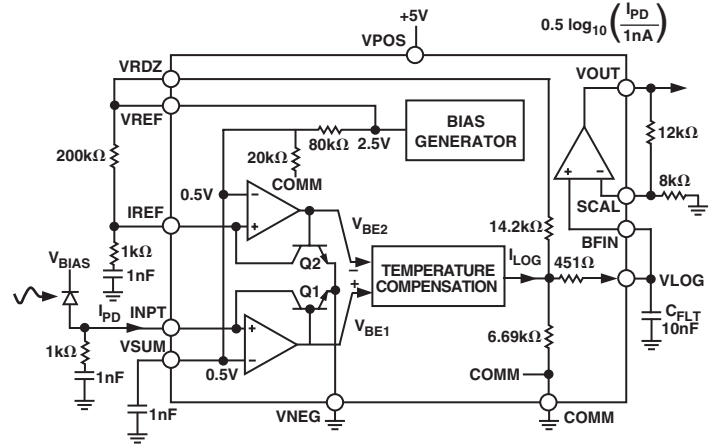 +5V
0.5 log10 (IPD/1nA)
VPOS
VRDZ
VOUT
VREF
BIAS
GENERATOR
80kΩ
2.5V
20kΩ
COMM
200kΩ
12kΩ
8kΩ
SCAL
0.5V
IREF
VBE2
14.2kΩ
BFIN
1kΩ
1nF
VBIAS
Q2
TEMPERATURE
COMPENSATION
ILOG
451Ω
VLOG
Q1
IPD
INPT
VBE1
CFLT
10nF
1kΩ
VSUM
0.5V
6.69kΩ
1nF
COMM
1nF
VNEG
COMM